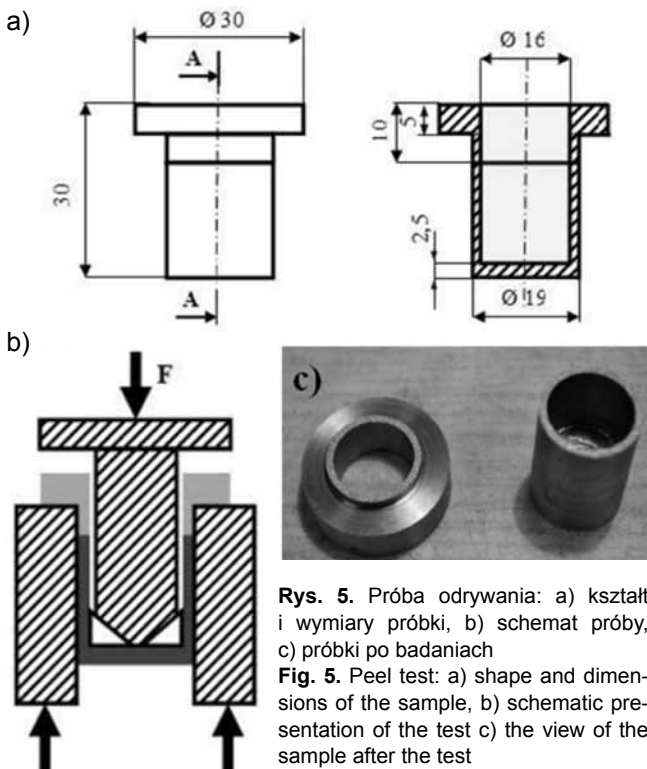 a)
Ø 30
A
30
A
Ø 16
10
5
2,5
Ø 19
b)
F
c)
Rys. 5. Próba odrywania: a) kształt
i wymiary próbki, b) schemat próby,
c) próbki po badaniach
Fig. 5. Peel test: a) shape and dimen-
sions of the sample, b) schematic pre-
sentation of the test c) the view of the
sample after the test